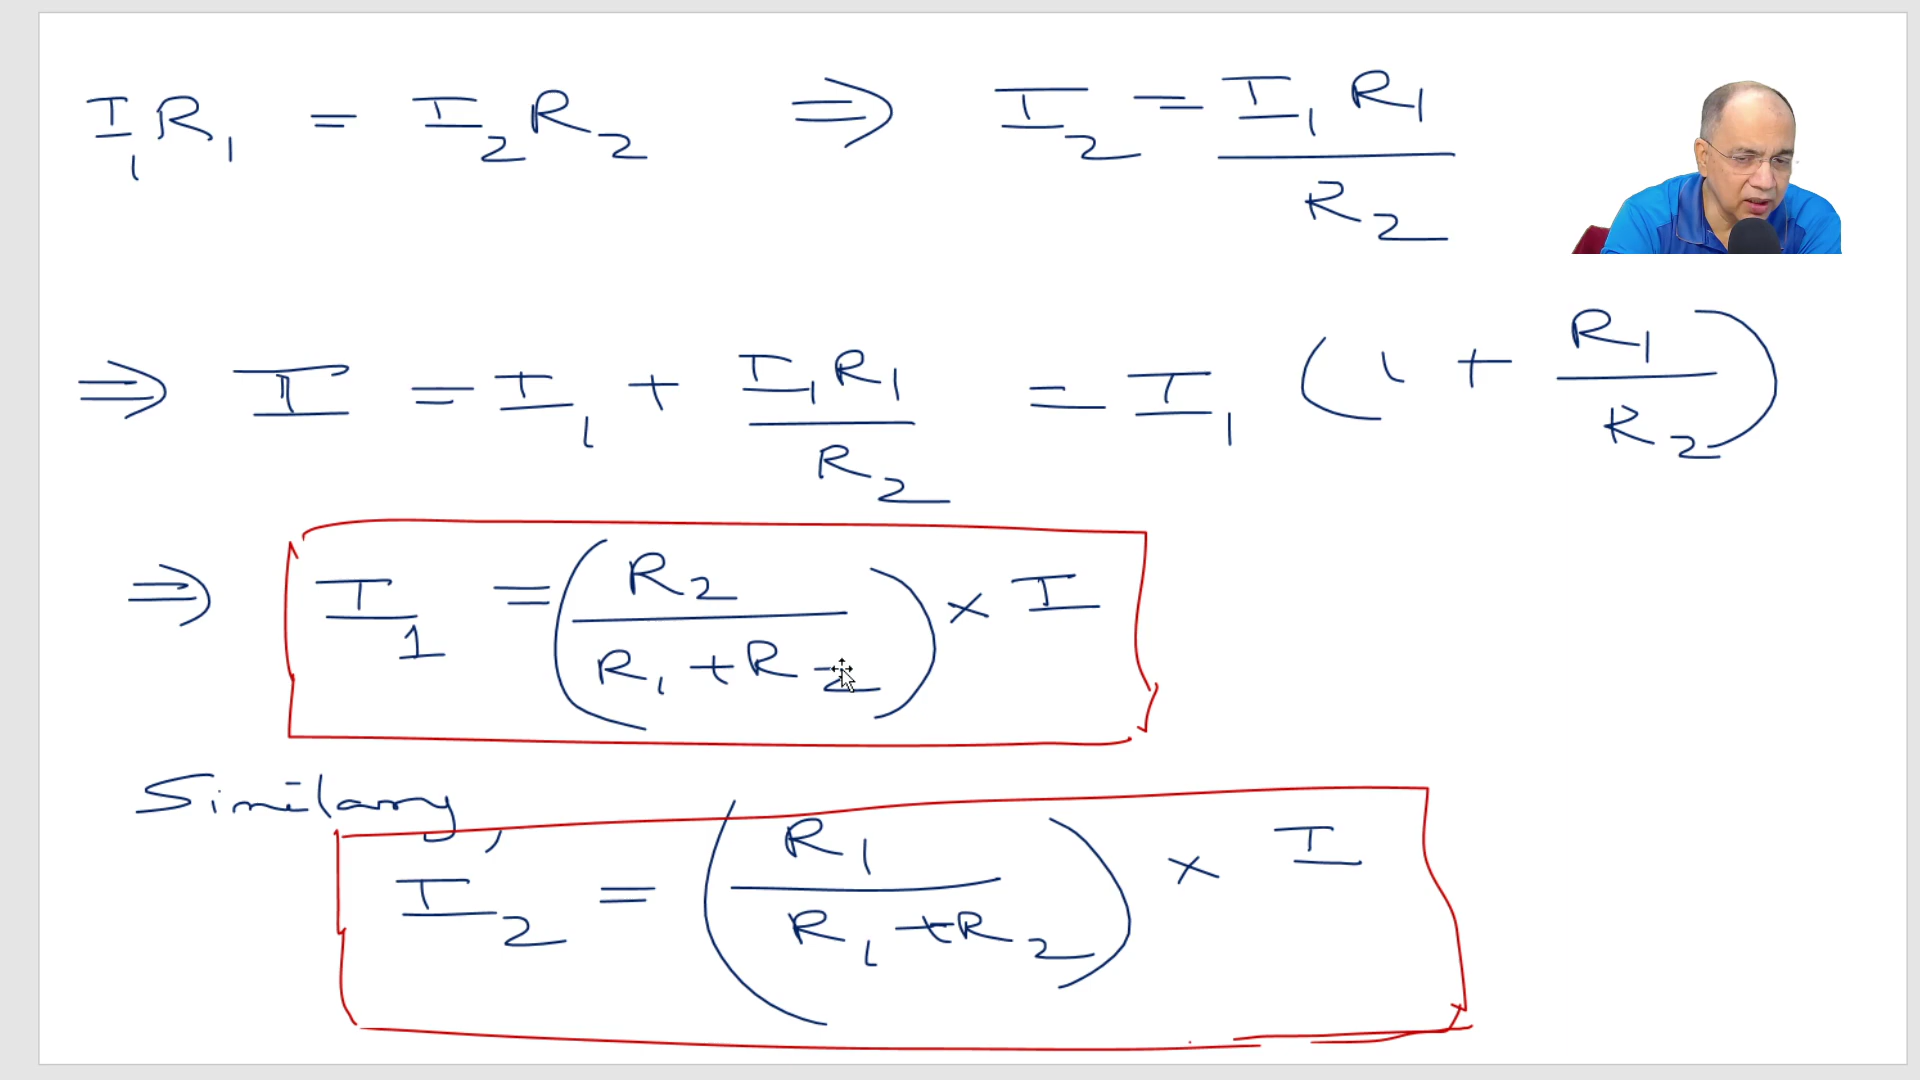 I₁R₁ = I₂R₂ ⇒ I₂ = I₁R₁/R₂
⇒ I = I₁ + I₁R₁/R₂ = I₁ (1 + R₁/R₂)
⇒ I₁ = (R₂/(R₁ + R₂)) × I
Similarly,
I₂ = (R₁/(R₁ + R₂)) × I